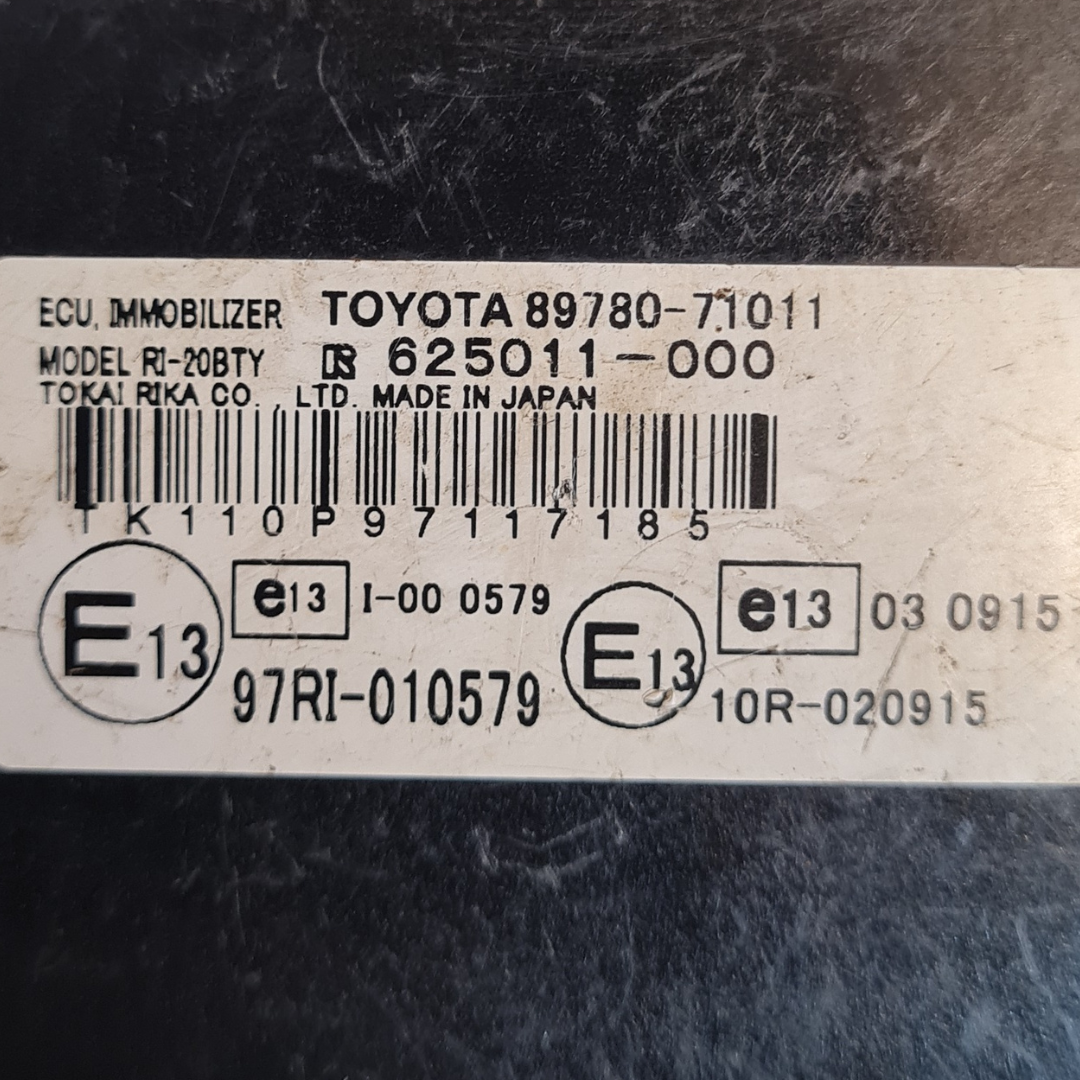 ECU, IMMOBILIZER TOYOTA 89780-71011
MODEL RI-20BTY R 625011-000
TOKAI RIKA CO., LTD. MADE IN JAPAN
TK110P97117185
E13 e13 I-00 0579 E13 e13 03 0915
97RI-010579 10R-020915